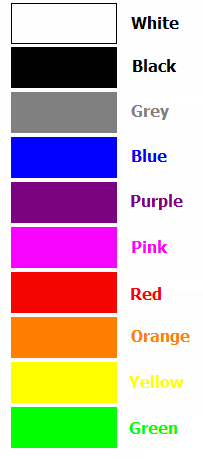 White
Black
Grey
Blue
Purple
Pink
Red
Orange
Yellow
Green